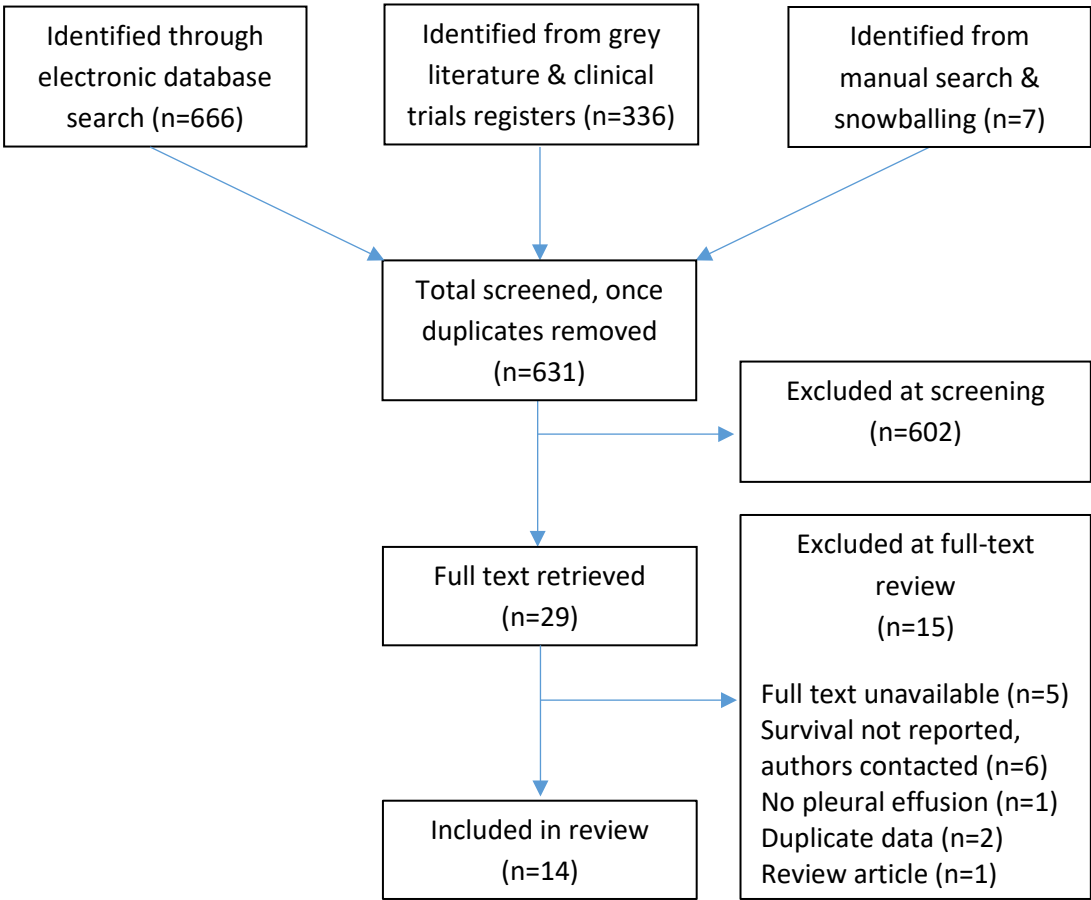 Identified through
electronic database
search (n=666)
Identified from grey
literature & clinical
trials registers (n=336)
Identified from
manual search &
snowballing (n=7)
Total screened, once
duplicates removed
(n=631)
Excluded at screening
(n=602)
Full text retrieved
(n=29)
Excluded at full-text
review
(n=15)
Full text unavailable (n=5)
Survival not reported,
authors contacted (n=6)
No pleural effusion (n=1)
Duplicate data (n=2)
Review article (n=1)
Included in review
(n=14)